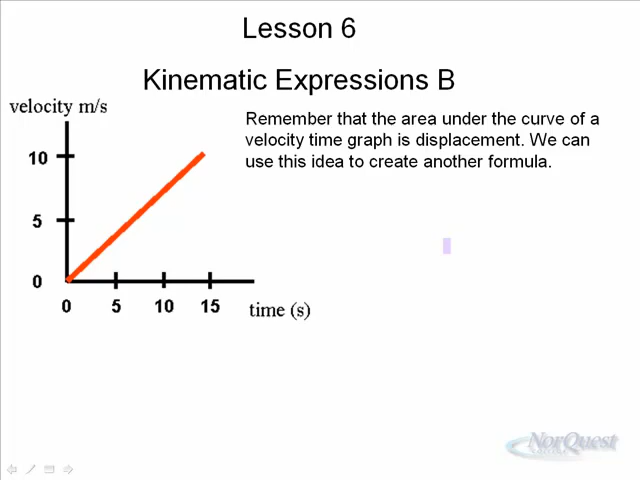 Lesson 6
Kinematic Expressions B
velocity m/s
Remember that the area under the curve of a
velocity time graph is displacement. We can
use this idea to create another formula.
10
5
0
0 5 10 15
time (s)
NorQuest